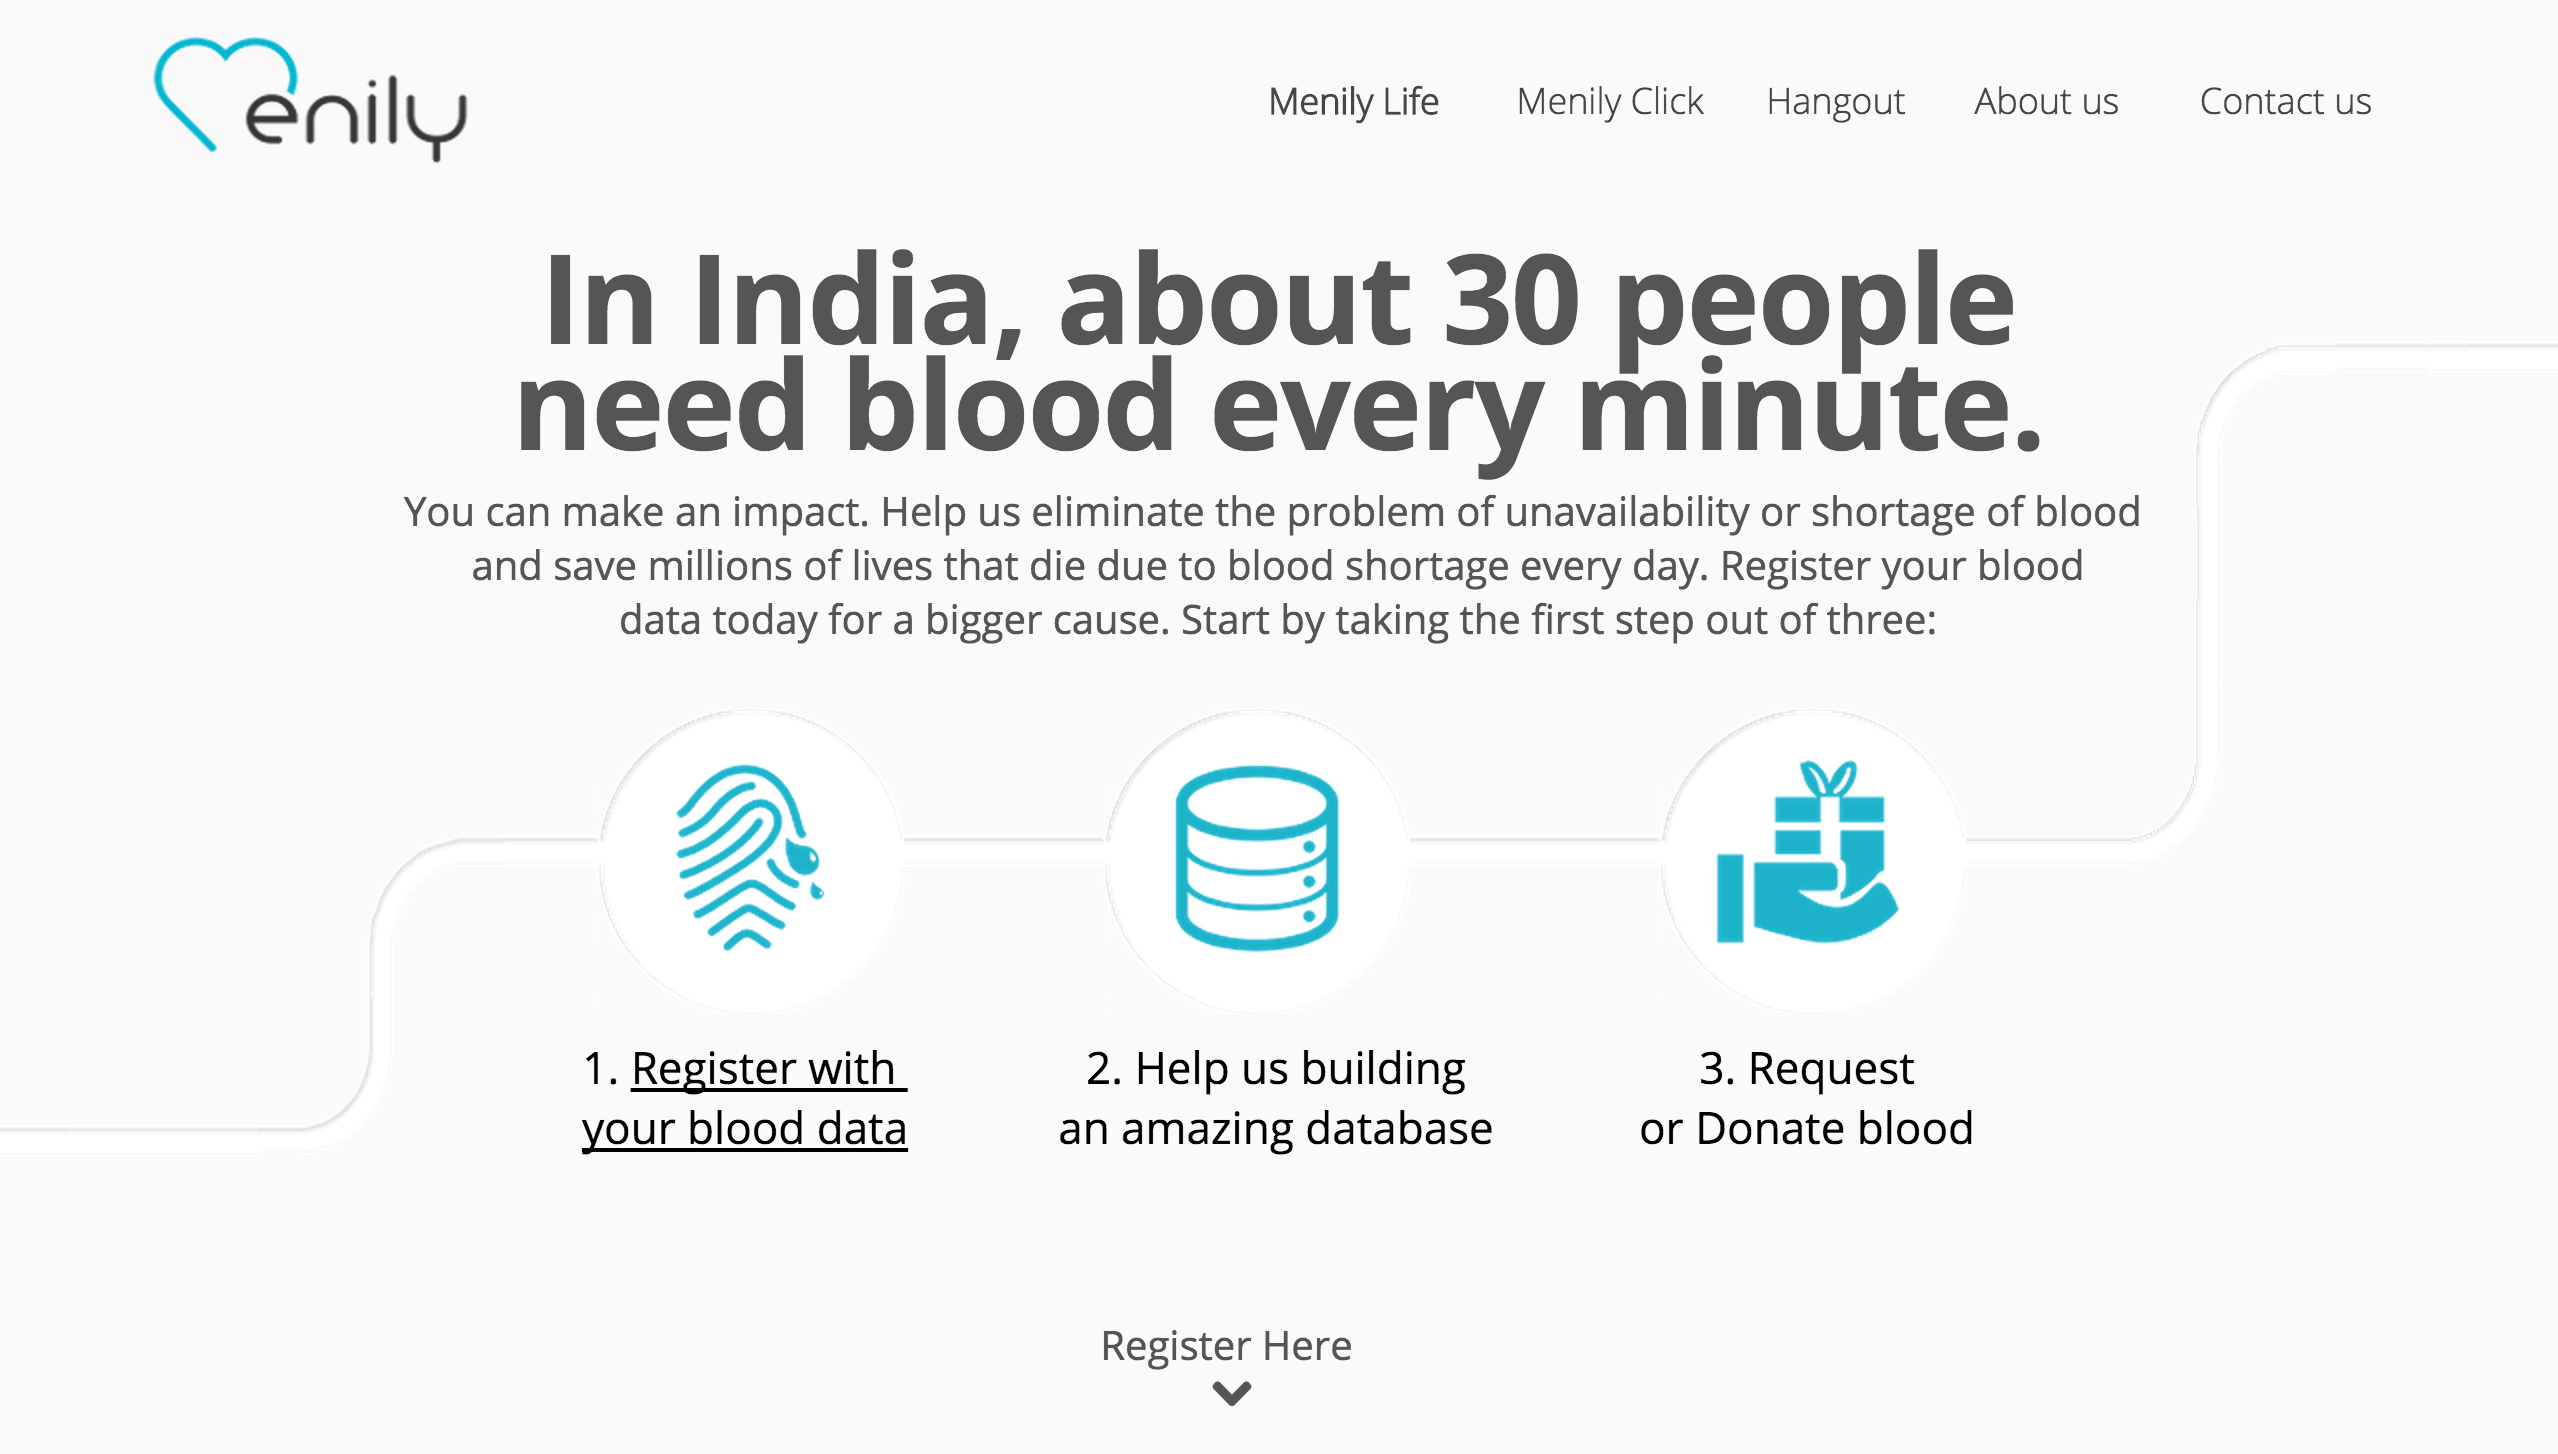 Menily
Menily Life
Menily Click
Hangout
About us
Contact us
In India, about 30 people
need blood every minute.
You can make an impact. Help us eliminate the problem of unavailability or shortage of blood
and save millions of lives that die due to blood shortage every day. Register your blood
data today for a bigger cause. Start by taking the first step out of three:
1. Register with
your blood data
2. Help us building
an amazing database
3. Request
or Donate blood
Register Here